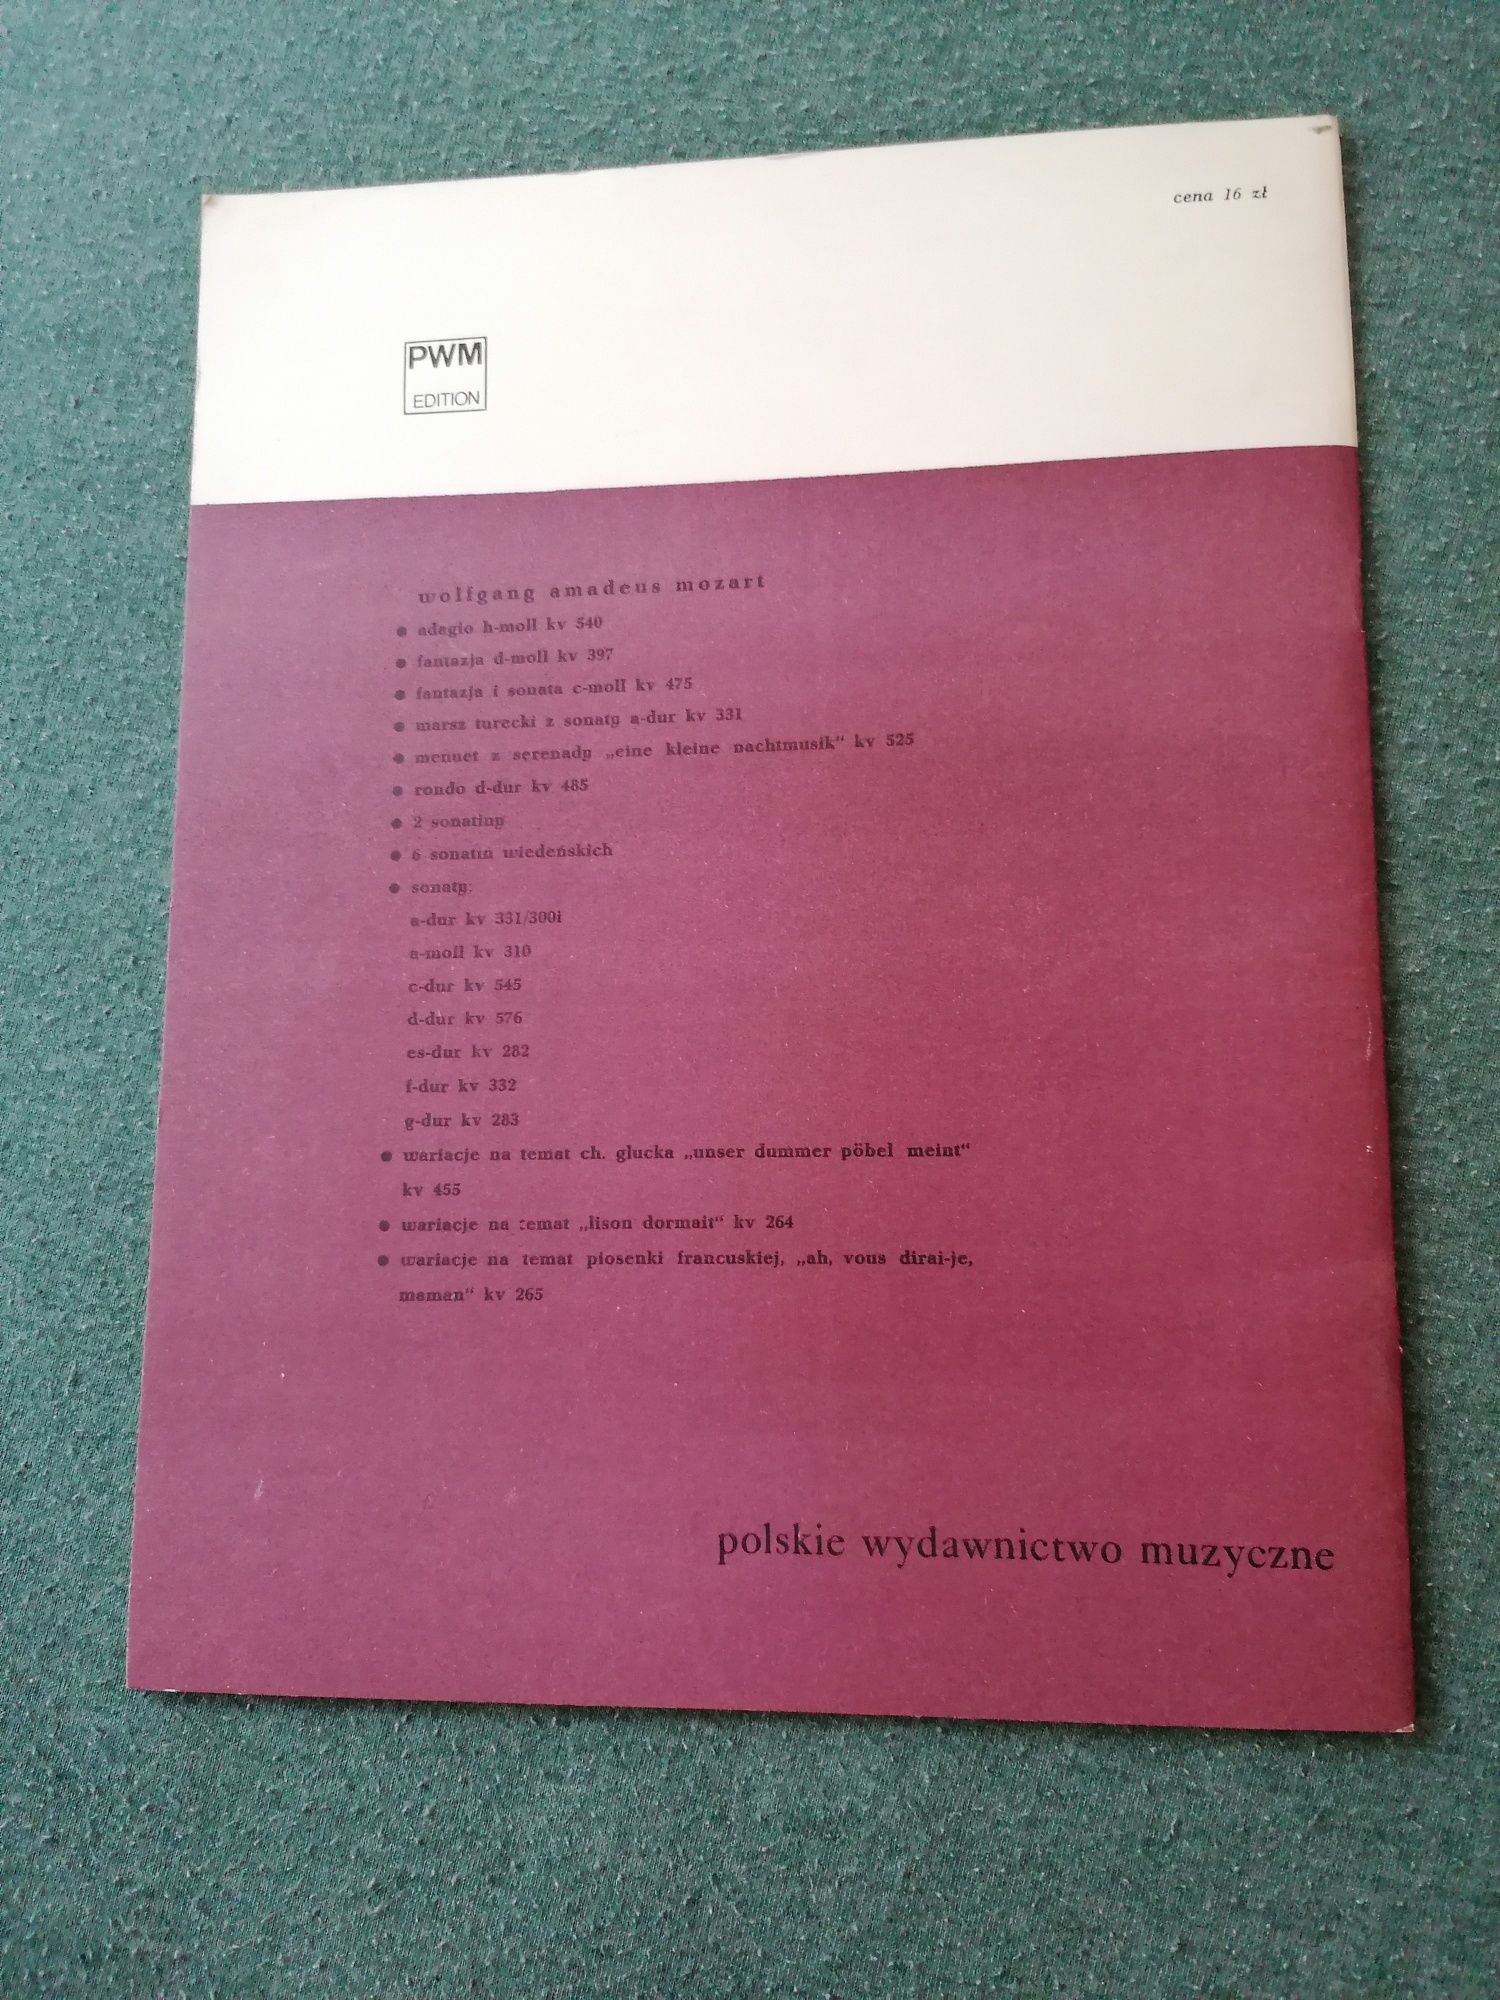 cena 16 zł
PWM
EDITION
wolfgang amadeus mozart
● adagio h-moll kv 540
● fantazja d-moll kv 397
● fantazja i sonata c-moll kv 475
● marsz turecki z sonaty a-dur kv 331
● menuet z serenady „eine kleine nachtmusik“ kv 525
● rondo d-dur kv 485
● 2 sonatiny
● 6 sonatin wiedeńskich
● sonaty:
a-dur kv 331/300i
a-moll kv 310
c-dur kv 545
d-dur kv 576
es-dur kv 282
f-dur kv 332
g-dur kv 283
● wariacje na temat ch. glucka „unser dummer pöbel meint“
kv 455
● wariacje na temat „lison dormait“ kv 264
● wariacje na temat piosenki francuskiej, „ah, vous dirai-je,
maman“ kv 265
polskie wydawnictwo muzyczne